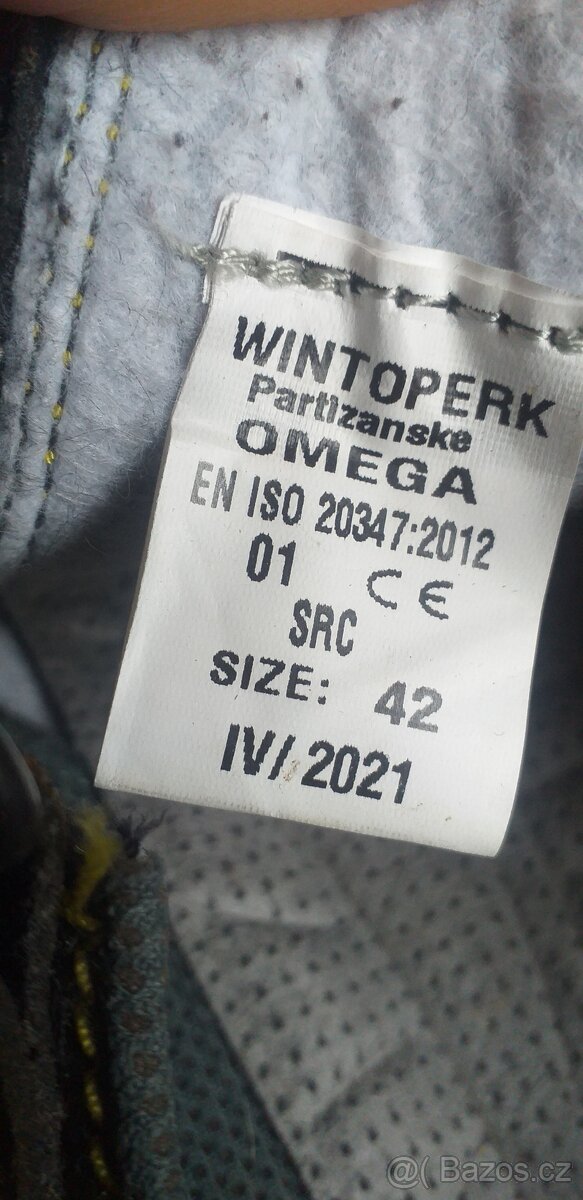 WINTOPERK
Partizanske
OMEGA
EN ISO 20347:2012
01 CE
SRC
SIZE: 42
IV/2021
@( Bazos.cz